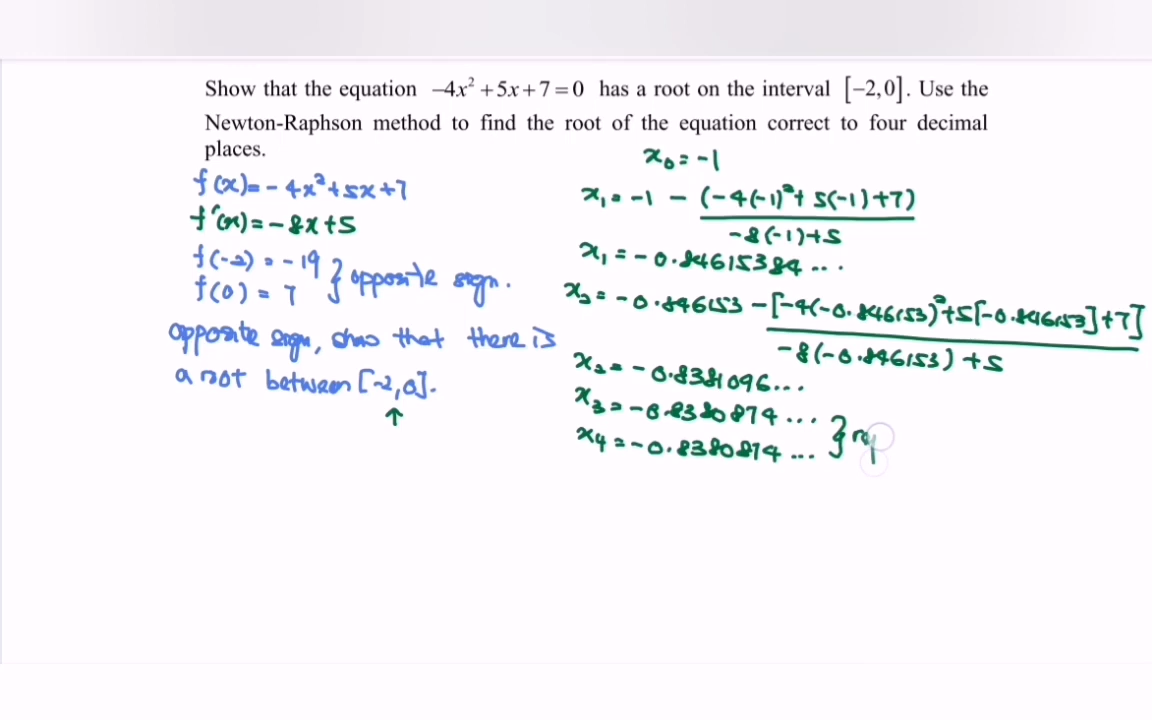 Show that the equation −4x² + 5x + 7 = 0 has a root on the interval [−2,0]. Use the
Newton-Raphson method to find the root of the equation correct to four decimal
places.
f(x) = - 4x² + 5x + 7
f'(x) = - 8x + 5
f(-2) = -19
f(0) = 7
} opposite sign.
opposite sign, show that there is
a root between [-2,0].
↑
x₀ = -1
x₁ = -1 - (-4(-1)² + 5(-1) + 7)
-8(-1)+5
x₁ = -0.84615384...
x₂ = -0.846153 - [-4(-0.846153)² + 5[-0.846153] + 7]
-8(-0.846153) + 5
x₂ = -0.8381096...
x₃ = -0.8380874...
x₄ = -0.8380874...
}